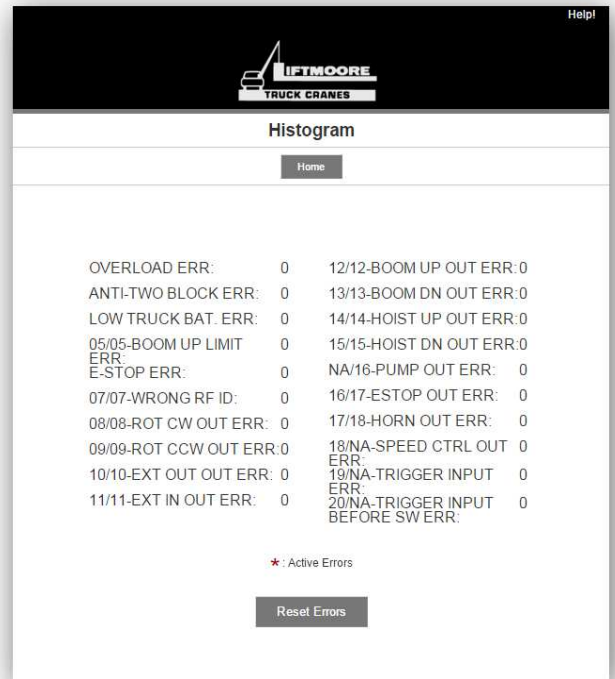 Help!
LIFTMOORE
TRUCK CRANES
Histogram
Home
OVERLOAD ERR: 0
ANTI-TWO BLOCK ERR: 0
LOW TRUCK BAT. ERR: 0
05/05-BOOM UP LIMIT 0
ERR:
E-STOP ERR: 0
07/07-WRONG RF ID: 0
08/08-ROT CW OUT ERR: 0
09/09-ROT CCW OUT ERR:0
10/10-EXT OUT OUT ERR: 0
11/11-EXT IN OUT ERR: 0
12/12-BOOM UP OUT ERR:0
13/13-BOOM DN OUT ERR:0
14/14-HOIST UP OUT ERR:0
15/15-HOIST DN OUT ERR:0
NA/16-PUMP OUT ERR: 0
16/17-ESTOP OUT ERR: 0
17/18-HORN OUT ERR: 0
18/NA-SPEED CTRL OUT 0
ERR:
19/NA-TRIGGER INPUT 0
ERR:
20/NA-TRIGGER INPUT 0
BEFORE SW ERR:
* : Active Errors
Reset Errors